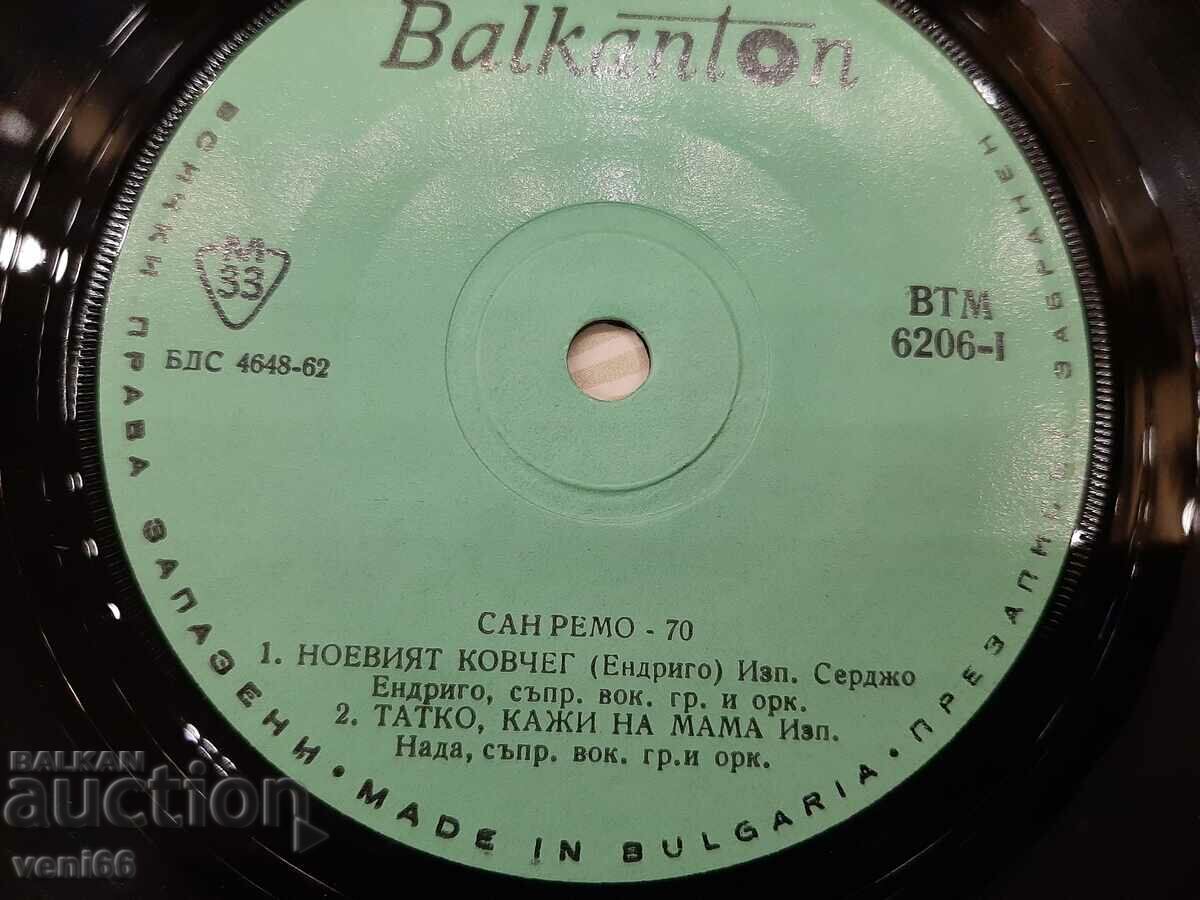 Balkanton
М
33
БДС 4648-62
ВТМ
6206-I
САН РЕМО - 70
1. НОЕВИЯТ КОВЧЕГ (Ендриго) Изп. Серджо
Ендриго, съпр. вок. гр. и орк.
2. ТАТКО, КАЖИ НА МАМА Изп.
Нада, съпр. вок. гр.и орк.
ВСИЧКИ ПРАВА ЗАПАЗЕНИ • MADE IN BULGARIA • ЗАБРАНЕН
BALKAN
auction
veni66